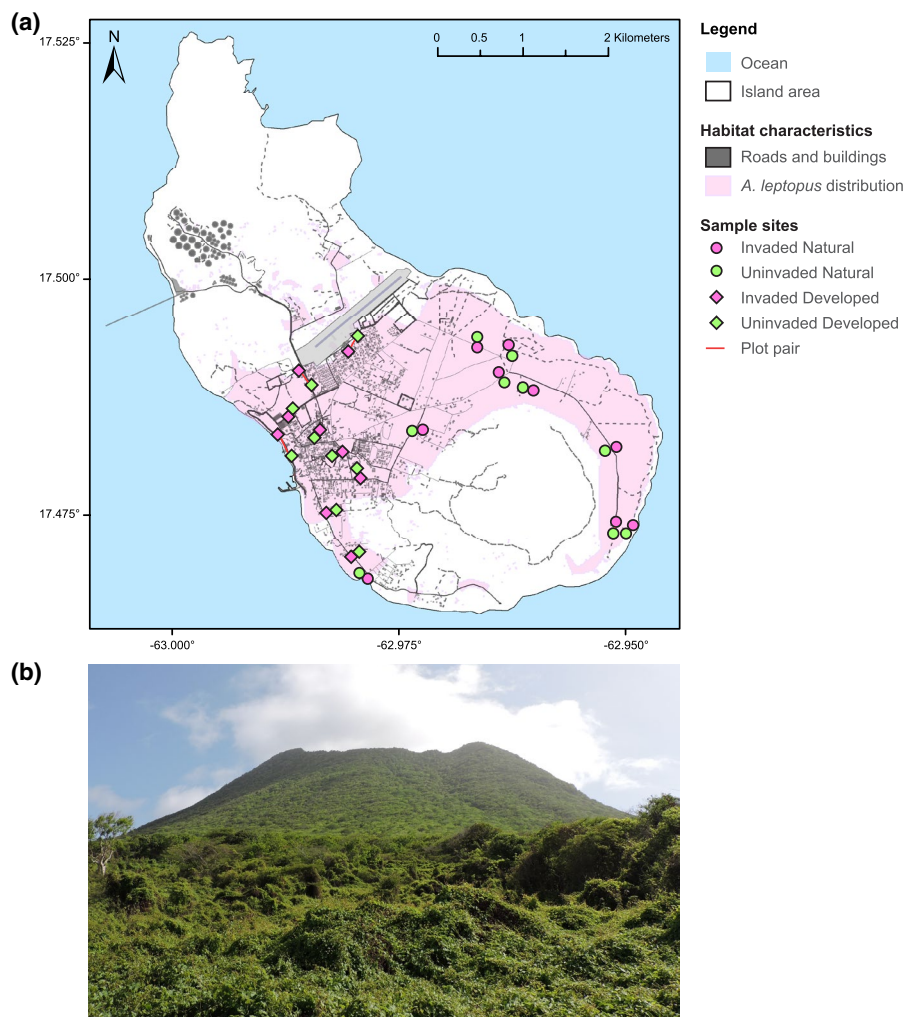 (a)
17.525°
17.500°
17.475°
-63.000°
-62.975°
-62.950°
N
0 0.5 1 2 Kilometers
Legend
Ocean
Island area
Habitat characteristics
Roads and buildings
A. leptopus distribution
Sample sites
Invaded Natural
Uninvaded Natural
Invaded Developed
Uninvaded Developed
Plot pair
(b)